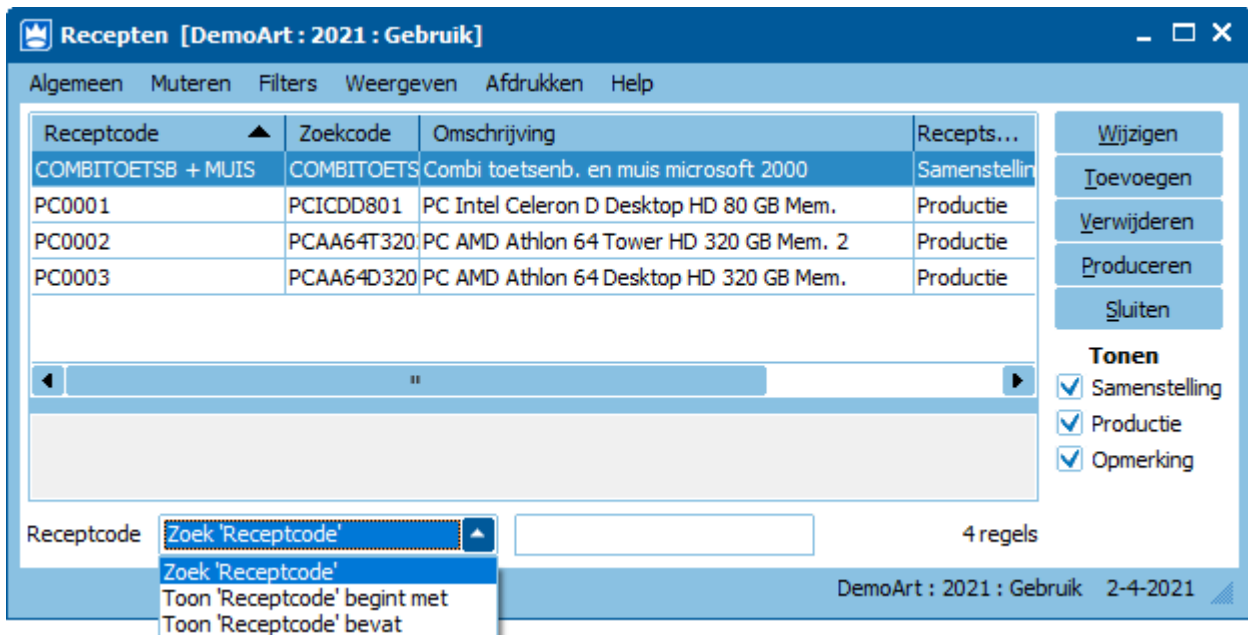 Recepten [DemoArt : 2021 : Gebruik]
Algemeen Muteren Filters Weergeven Afdrukken Help
Receptcode Zoekcode Omschrijving Recepts...
COMBITOETSB + MUIS COMBITOETS Combi toetsenb. en muis microsoft 2000 Samenstellin
PC0001 PCICDD801 PC Intel Celeron D Desktop HD 80 GB Mem. Productie
PC0002 PCAA64T320 PC AMD Athlon 64 Tower HD 320 GB Mem. 2 Productie
PC0003 PCAA64D320 PC AMD Athlon 64 Desktop HD 320 GB Mem. Productie
Wijzigen
Toevoegen
Verwijderen
Produceren
Sluiten
Tonen
Samenstelling
Productie
Opmerking
Receptcode Zoek 'Receptcode' 4 regels
Zoek 'Receptcode'
Toon 'Receptcode' begint met
Toon 'Receptcode' bevat
DemoArt : 2021 : Gebruik 2-4-2021